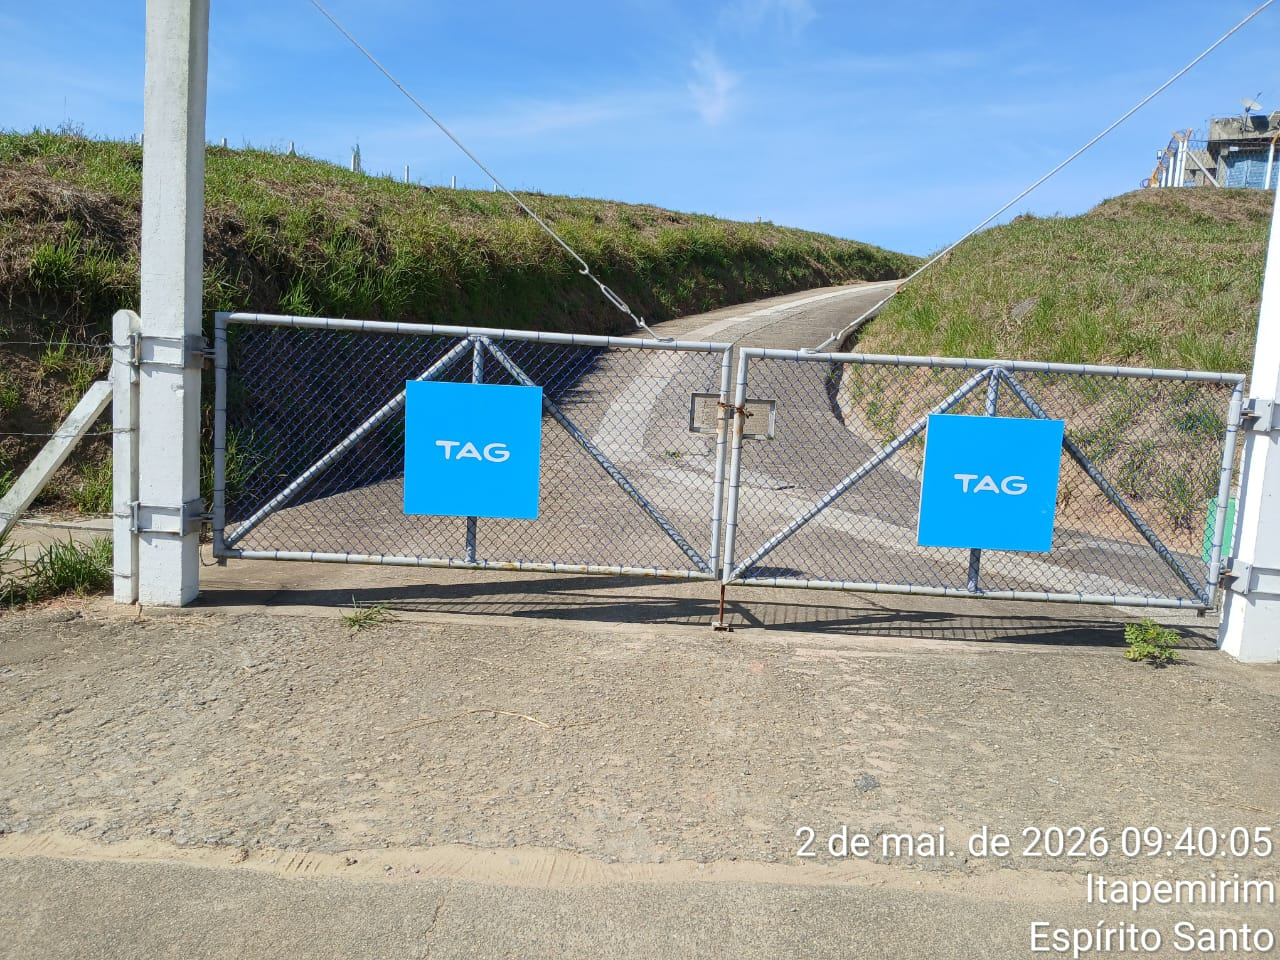 TAG
TAG
2 de mai. de 2026 09:40:05
Itapemirim
Espírito Santo